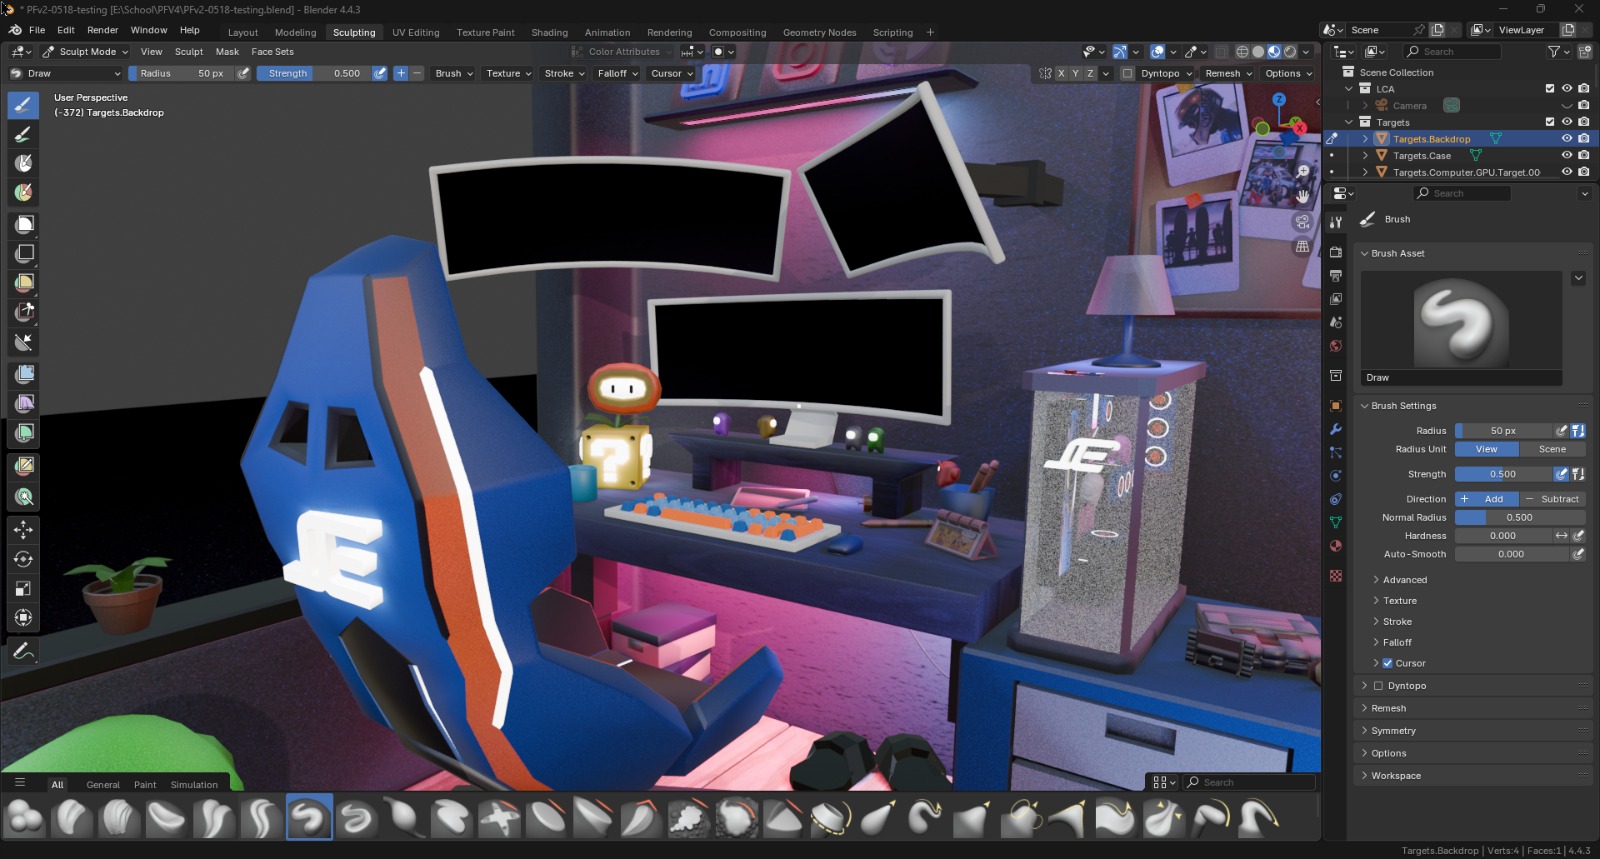 * PFv2-0518-testing [E:\School\PFV4\PFv2-0518-testing.blend] - Blender 4.4.3
File Edit Render Window Help Layout Modeling Sculpting UV Editing Texture Paint Shading Animation Rendering Compositing Geometry Nodes Scripting + Scene ViewLayer
Sculpt Mode View Sculpt Mask Face Sets Color Attributes Search
Draw Radius 50 px Strength 0.500 Brush Texture Stroke Falloff Cursor X Y Z Dyntopo Remesh Options
User Perspective
(-372) Targets.Backdrop
Z
X
?
E
E
Scene Collection
LCA
Camera
Targets
Targets.Backdrop
Targets.Case
Targets.Computer.GPU.Target.00
Search
Brush
Brush Asset
Draw
Brush Settings
Radius 50 px
Radius Unit View Scene
Strength 0.500
Direction + Add − Subtract
Normal Radius 0.500
Hardness 0.000
Auto-Smooth 0.000
Advanced
Texture
Stroke
Falloff
Cursor
Dyntopo
Remesh
Symmetry
Options
Workspace
All General Paint Simulation Search
Targets.Backdrop | Verts:4 | Faces:1 | 4.4.3